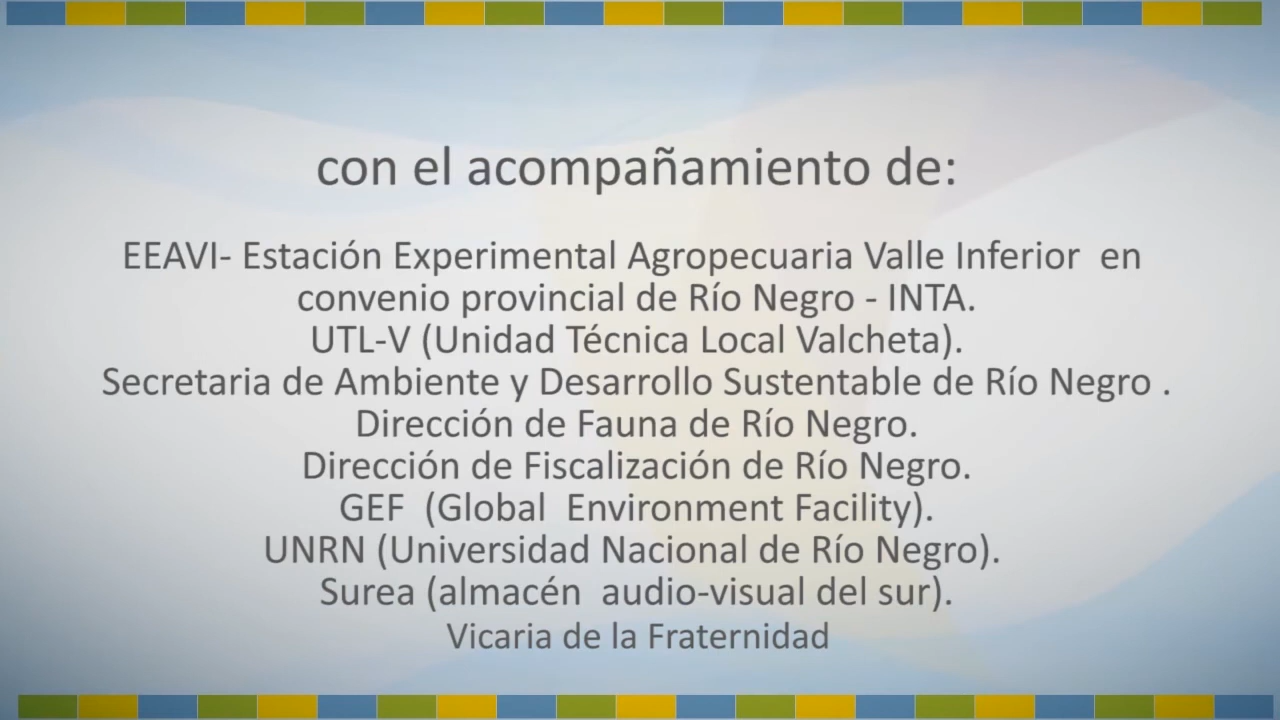 con el acompañamiento de:
EEAVI- Estación Experimental Agropecuaria Valle Inferior  en
convenio provincial de Río Negro - INTA.
UTL-V (Unidad Técnica Local Valcheta).
Secretaria de Ambiente y Desarrollo Sustentable de Río Negro .
Dirección de Fauna de Río Negro.
Dirección de Fiscalización de Río Negro.
GEF  (Global  Environment Facility).
UNRN (Universidad Nacional de Río Negro).
Surea (almacén  audio-visual del sur).
Vicaria de la Fraternidad